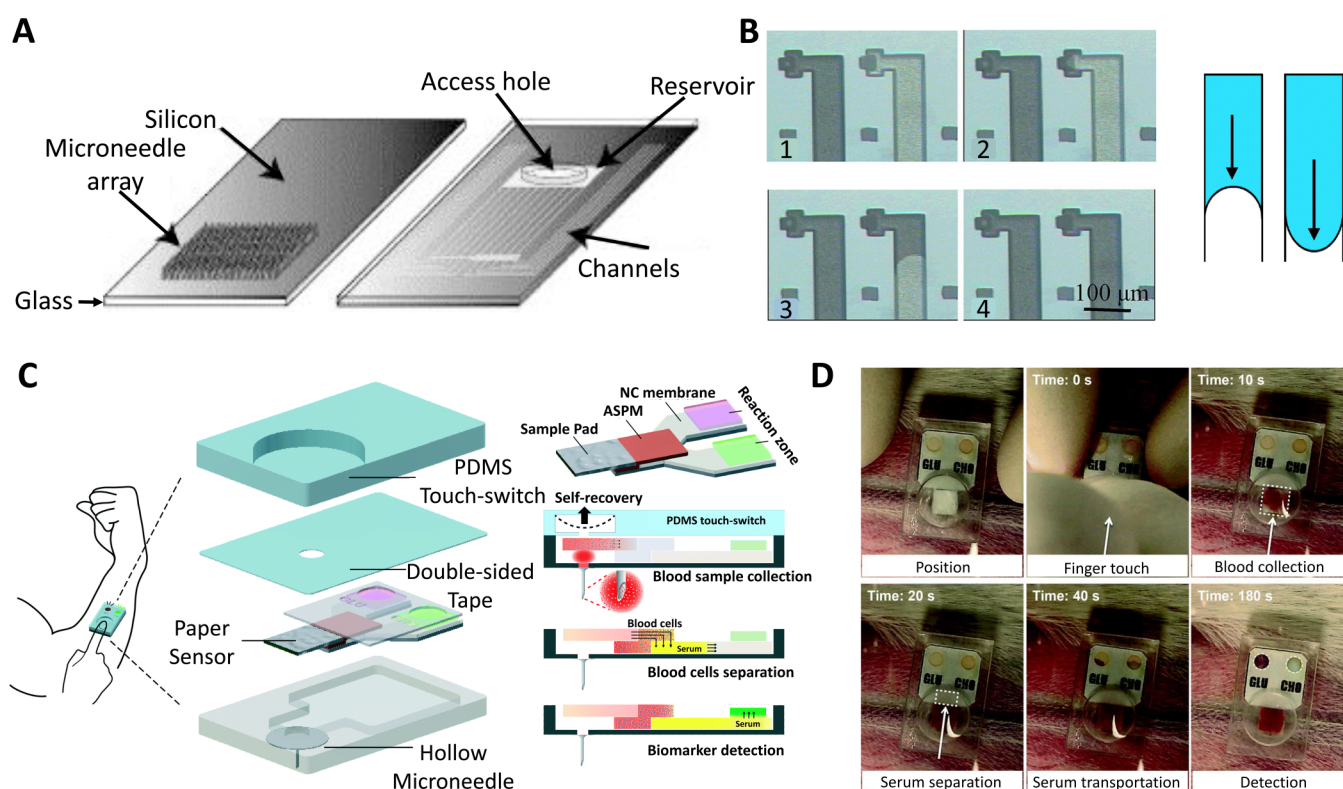 A
Access hole
Reservoir
Silicon
Microneedle
array
Channels
Glass
B
1
2
3
4
100 μm
C
PDMS
Touch-switch
Double-sided
Tape
Paper
Sensor
Hollow
Microneedle
NC membrane
ASPM
Sample Pad
Reaction
zone
Self-recovery
PDMS touch-switch
Blood sample collection
Blood cells
Serum
Blood cells separation
Serum
Biomarker detection
D
GLU CHO
Position
Time: 0 s
GLU CHO
Finger touch
Time: 10 s
GLU CHO
Blood collection
Time: 20 s
GLU CHO
Serum separation
Time: 40 s
GLU CHO
Serum transportation
Time: 180 s
GLU CHO
Detection